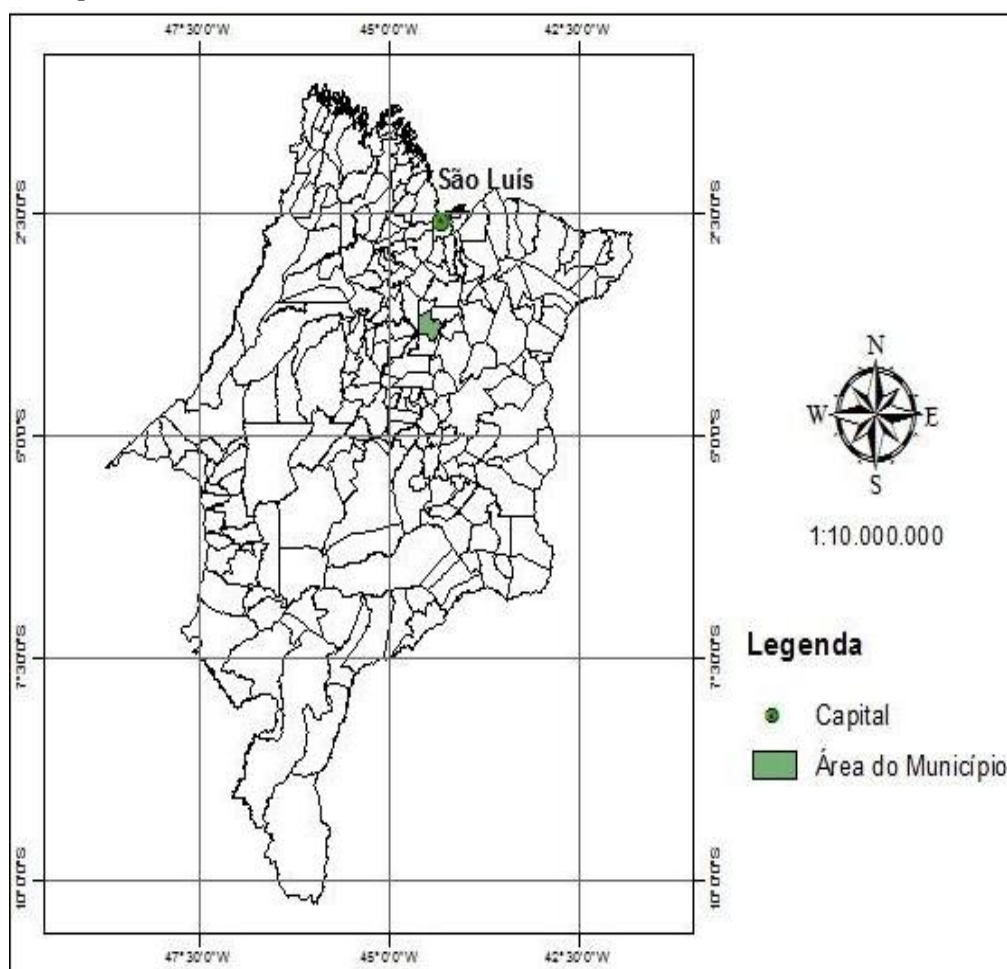 47°30'0"W 45°0'0"W 42°30'0"W
São Luís
2°30'0"S 2°30'0"S
5°0'0"S 5°0'0"S
7°30'0"S 7°30'0"S
10°0'0"S 10°0'0"S
N
W E
S
1:10.000.000
Legenda
Capital
Área do Município
47°30'0"W 45°0'0"W 42°30'0"W